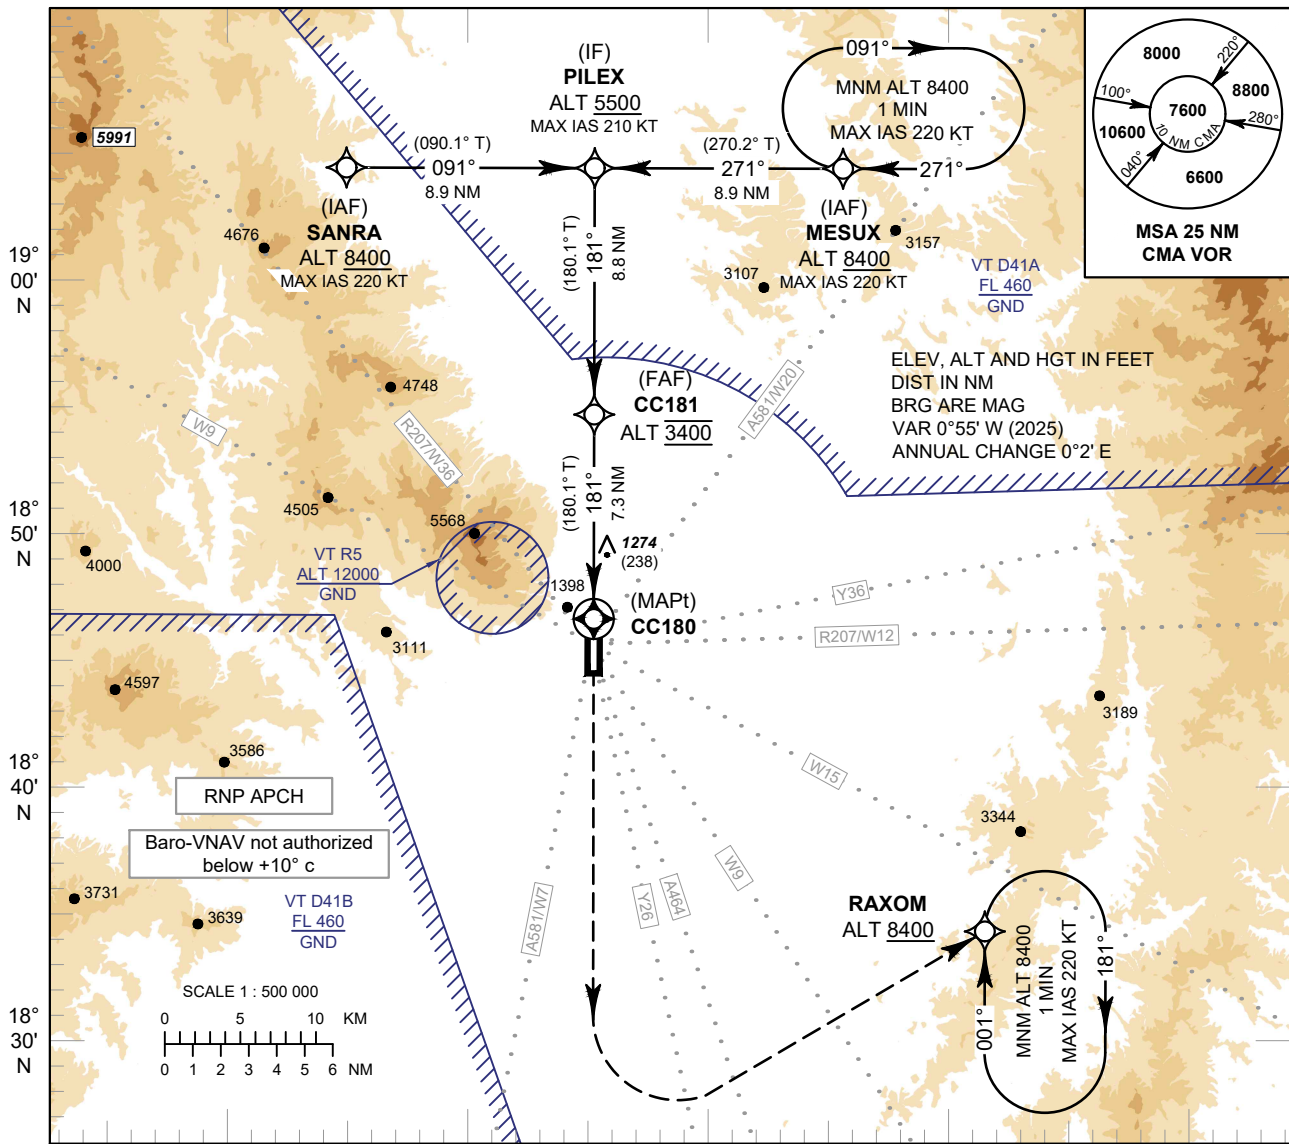 (IF)
PILEX
ALT 5500
MAX IAS 210 KT
091°
MNM ALT 8400
1 MIN
MAX IAS 220 KT
271°
8000
220°
100°
7600
8800
280°
10600
70 NM CMA
040°
6600
MSA 25 NM
CMA VOR
5991
(090.1° T)
091°
8.9 NM
(270.2° T)
271°
8.9 NM
(IAF)
SANRA
ALT 8400
MAX IAS 220 KT
(IAF)
MESUX
ALT 8400
MAX IAS 220 KT
4676
3157
3107
(180.1° T)
181°
8.8 NM
VT D41A
FL 460
GND
19°
00'
N
ELEV, ALT AND HGT IN FEET
DIST IN NM
BRG ARE MAG
VAR 0°55' W (2025)
ANNUAL CHANGE 0°2' E
(FAF)
CC181
ALT 3400
4748
A581/W20
W9
R207/W36
(180.1° T)
181°
7.3 NM
4505
5568
18°
50'
N
4000
VT R5
ALT 12000
GND
1274
(238)
1398
(MAPt)
CC180
Y36
R207/W12
3111
4597
3189
3586
18°
40'
N
RNP APCH
W15
3344
Baro-VNAV not authorized
below +10° c
3731
3639
VT D41B
FL 460
GND
A581/W7
Y26
A464
W9
RAXOM
ALT 8400
001°
MNM ALT 8400
1 MIN
MAX IAS 220 KT
181°
SCALE 1 : 500 000
0 5 10 KM
0 1 2 3 4 5 6 NM
18°
30'
N